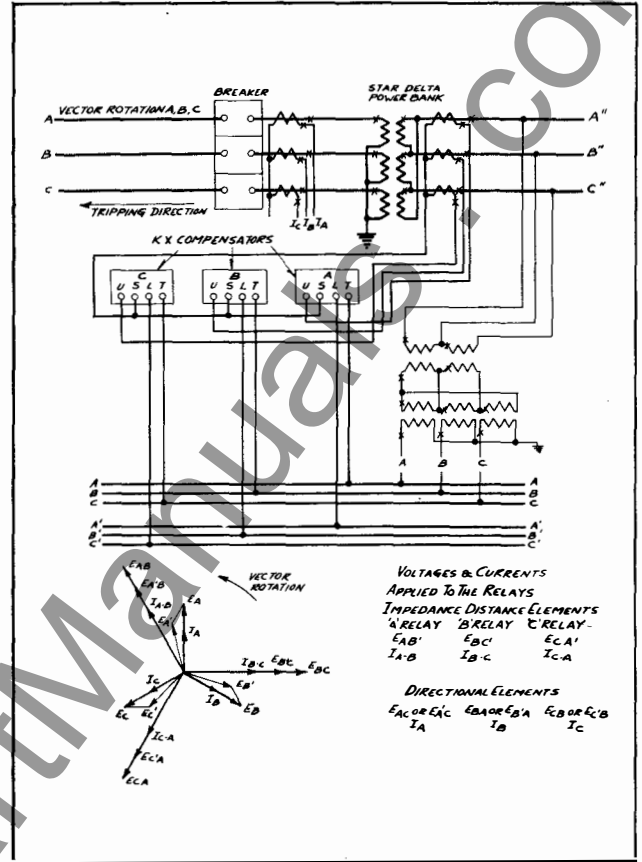 BREAKER
STAR DELTA
POWER BANK
A VECTOR ROTATION A, B, C A"
B B"
C C"
TRIPPING DIRECTION
IC IB IA
KX COMPENSATORS
C B A
U S L T U S L T U S L T
A B C
A A
B B
C C
A' A'
B' B'
C' C'
VECTOR
ROTATION
EAB
EA'B
IA-B
EA'
EA
IA
IB-C EB'C EBC
EB'
IB
EB
IC
EC
EC'
IC-A
EC'A
ECA
VOLTAGES & CURRENTS
APPLIED TO THE RELAYS
IMPEDANCE DISTANCE ELEMENTS
'A' RELAY 'B' RELAY 'C' RELAY-
EAB' EBC' ECA'
IA-B IB-C IC-A
DIRECTIONAL ELEMENTS
EAC OR EA'C EBA OR EB'A ECB OR EC'B
IA IB IC
Manuals.com